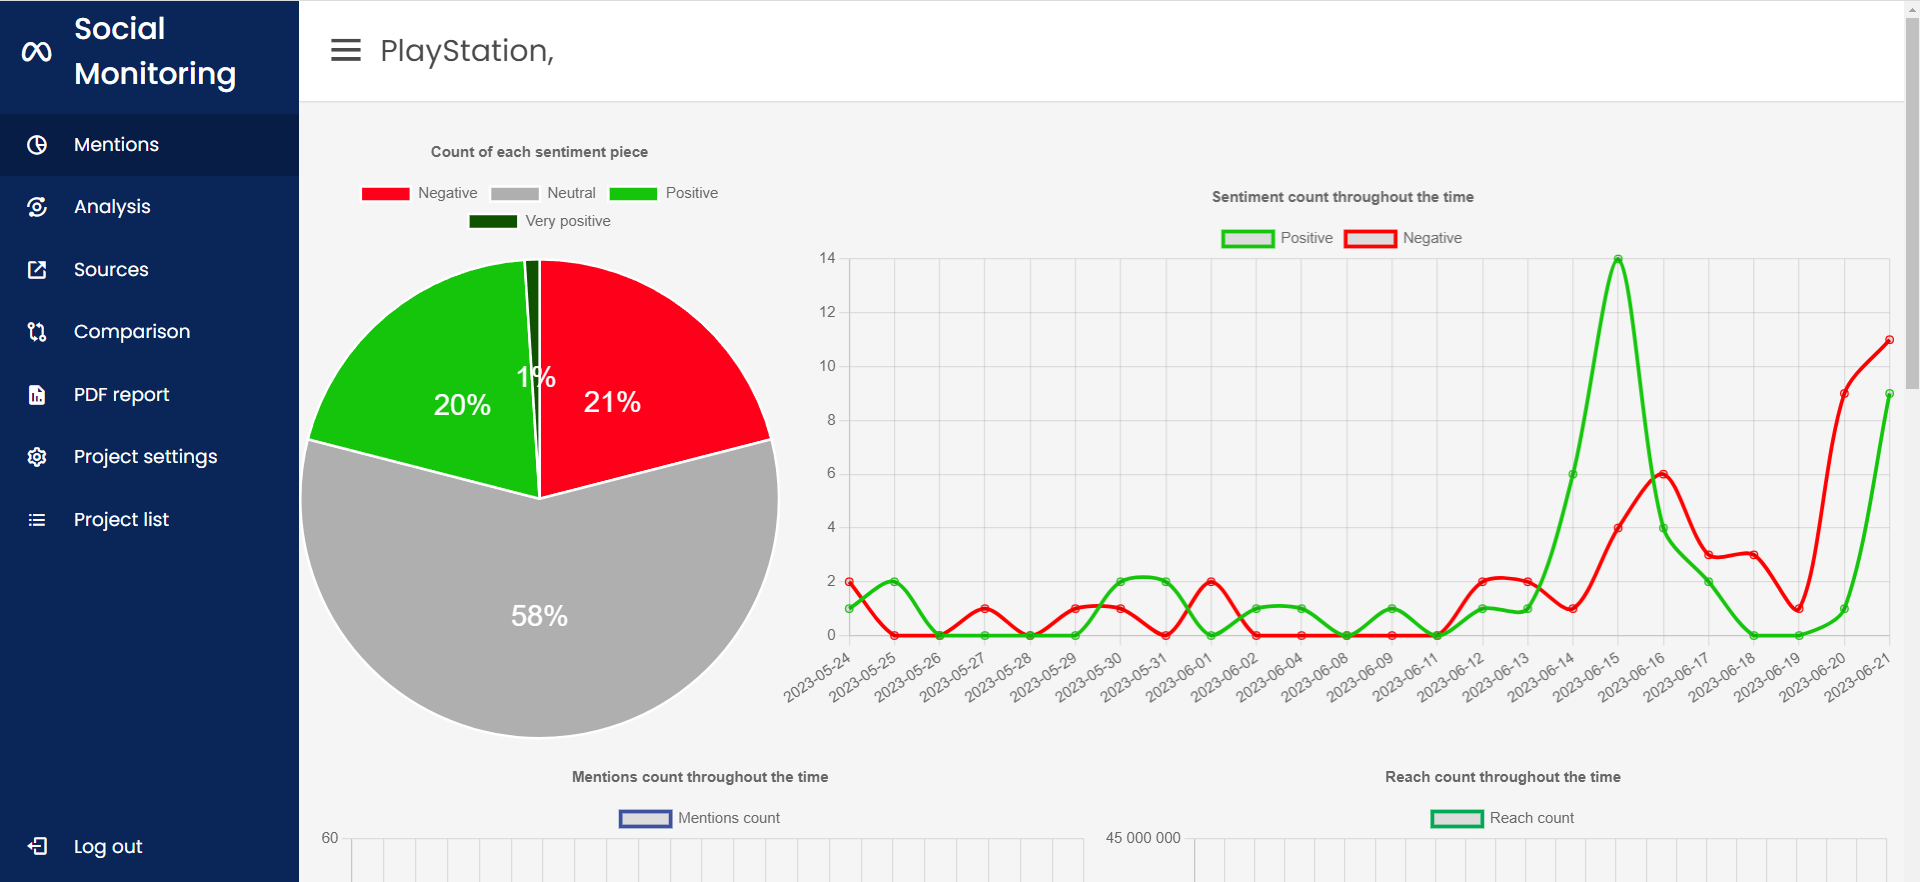 Social
Monitoring
Mentions
Analysis
Sources
Comparison
PDF report
Project settings
Project list
Log out
PlayStation,
Count of each sentiment piece
Negative Neutral Positive
Very positive
1%
20%
21%
58%
Sentiment count throughout the time
Positive Negative
14
12
10
8
6
4
2
0
2023-05-24
2023-05-25
2023-05-26
2023-05-27
2023-05-28
2023-05-29
2023-05-30
2023-05-31
2023-06-01
2023-06-02
2023-06-04
2023-06-08
2023-06-09
2023-06-11
2023-06-12
2023-06-13
2023-06-14
2023-06-15
2023-06-16
2023-06-17
2023-06-18
2023-06-19
2023-06-20
2023-06-21
Mentions count throughout the time
Mentions count
60
Reach count throughout the time
Reach count
45 000 000